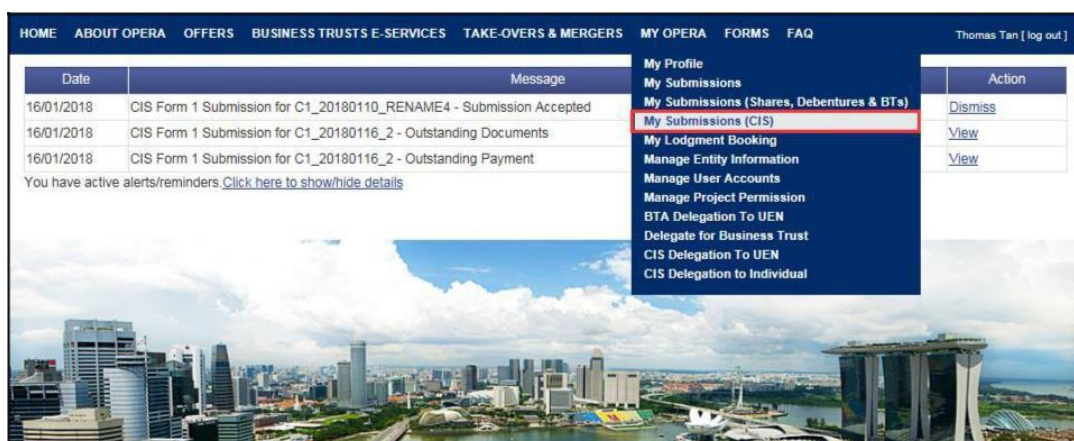 HOME ABOUT OPERA OFFERS BUSINESS TRUSTS E-SERVICES TAKE-OVERS & MERGERS MY OPERA FORMS FAQ Thomas Tan [ log out ]
My Profile
My Submissions
My Submissions (Shares, Debentures & BTs)
My Submissions (CIS)
My Lodgment Booking
Manage Entity Information
Manage User Accounts
Manage Project Permission
BTA Delegation To UEN
Delegate for Business Trust
CIS Delegation To UEN
CIS Delegation to Individual
Date Message Action
16/01/2018 CIS Form 1 Submission for C1_20180110_RENAME4 - Submission Accepted Dismiss
16/01/2018 CIS Form 1 Submission for C1_20180116_2 - Outstanding Documents View
16/01/2018 CIS Form 1 Submission for C1_20180116_2 - Outstanding Payment View
You have active alerts/reminders.Click here to show/hide details